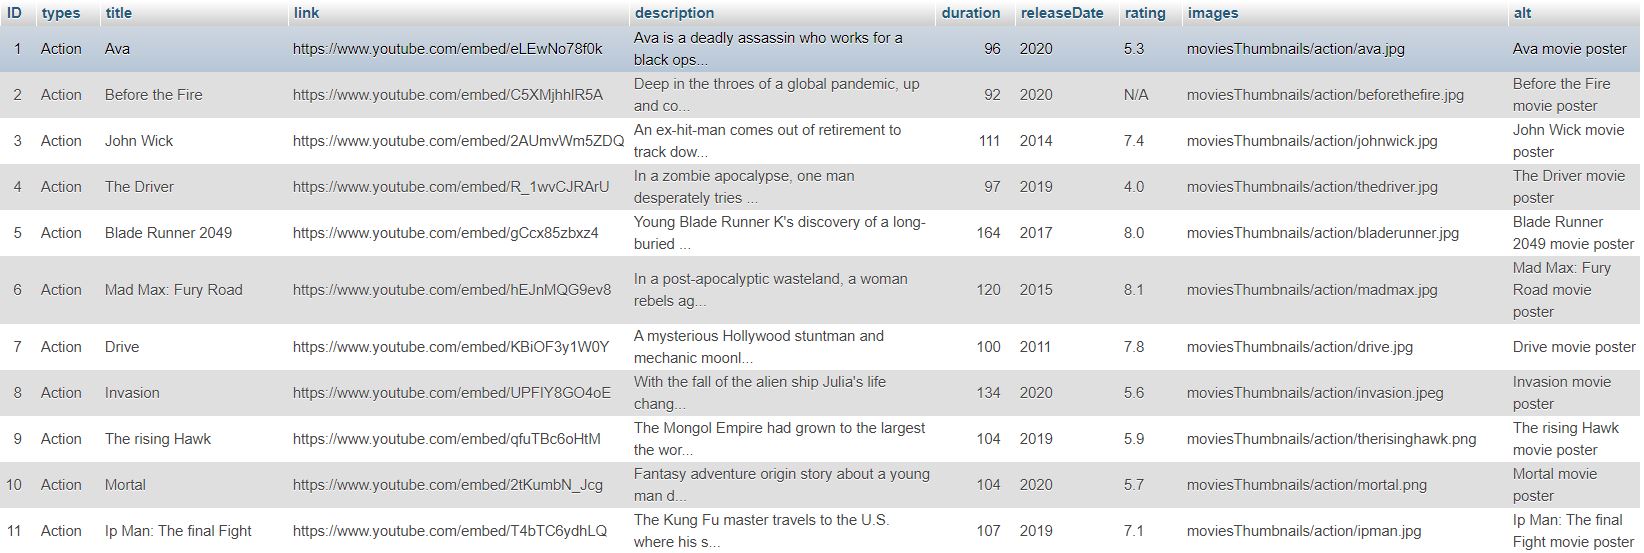 ID types title link description duration releaseDate rating images alt
1 Action Ava https://www.youtube.com/embed/eLEwNo78f0k Ava is a deadly assassin who works for a black ops... 96 2020 5.3 moviesThumbnails/action/ava.jpg Ava movie poster
2 Action Before the Fire https://www.youtube.com/embed/C5XMjhhlR5A Deep in the throes of a global pandemic, up and co... 92 2020 N/A moviesThumbnails/action/beforethefire.jpg Before the Fire movie poster
3 Action John Wick https://www.youtube.com/embed/2AUmvWm5ZDQ An ex-hit-man comes out of retirement to track dow... 111 2014 7.4 moviesThumbnails/action/johnwick.jpg John Wick movie poster
4 Action The Driver https://www.youtube.com/embed/R_1wvCJRArU In a zombie apocalypse, one man desperately tries ... 97 2019 4.0 moviesThumbnails/action/thedriver.jpg The Driver movie poster
5 Action Blade Runner 2049 https://www.youtube.com/embed/gCcx85zbxz4 Young Blade Runner K's discovery of a long-buried ... 164 2017 8.0 moviesThumbnails/action/bladerunner.jpg Blade Runner 2049 movie poster
6 Action Mad Max: Fury Road https://www.youtube.com/embed/hEJnMQG9ev8 In a post-apocalyptic wasteland, a woman rebels ag... 120 2015 8.1 moviesThumbnails/action/madmax.jpg Mad Max: Fury Road movie poster
7 Action Drive https://www.youtube.com/embed/KBiOF3y1W0Y A mysterious Hollywood stuntman and mechanic moonl... 100 2011 7.8 moviesThumbnails/action/drive.jpg Drive movie poster
8 Action Invasion https://www.youtube.com/embed/UPFIY8GO4oE With the fall of the alien ship Julia's life chang... 134 2020 5.6 moviesThumbnails/action/invasion.jpeg Invasion movie poster
9 Action The rising Hawk https://www.youtube.com/embed/qfuTBc6oHtM The Mongol Empire had grown to the largest the wor... 104 2019 5.9 moviesThumbnails/action/therisinghawk.png The rising Hawk movie poster
10 Action Mortal https://www.youtube.com/embed/2tKumbN_Jcg Fantasy adventure origin story about a young man d... 104 2020 5.7 moviesThumbnails/action/mortal.png Mortal movie poster
11 Action Ip Man: The final Fight https://www.youtube.com/embed/T4bTC6ydhLQ The Kung Fu master travels to the U.S. where his s... 107 2019 7.1 moviesThumbnails/action/ipman.jpg Ip Man: The final Fight movie poster